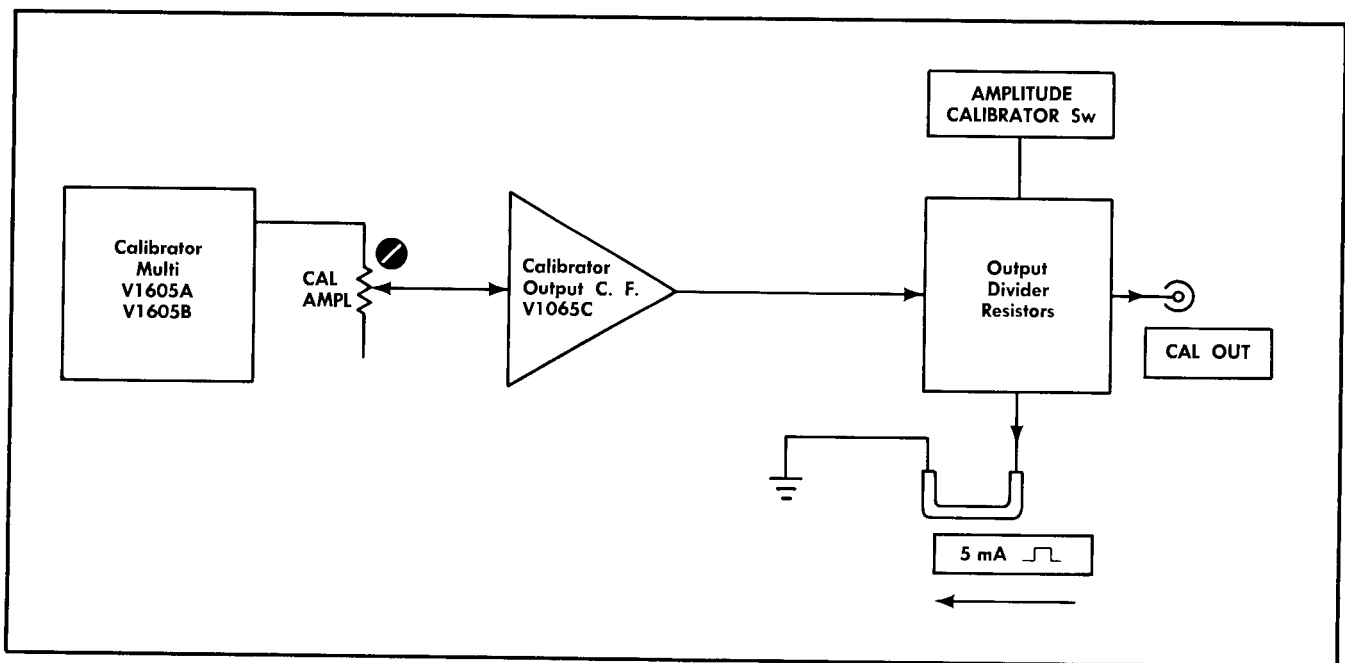 AMPLITUDE
CALIBRATOR Sw
Calibrator
Multi
V1605A
V1605B
CAL
AMPL
Calibrator
Output C. F.
V1065C
Output
Divider
Resistors
CAL OUT
5 mA